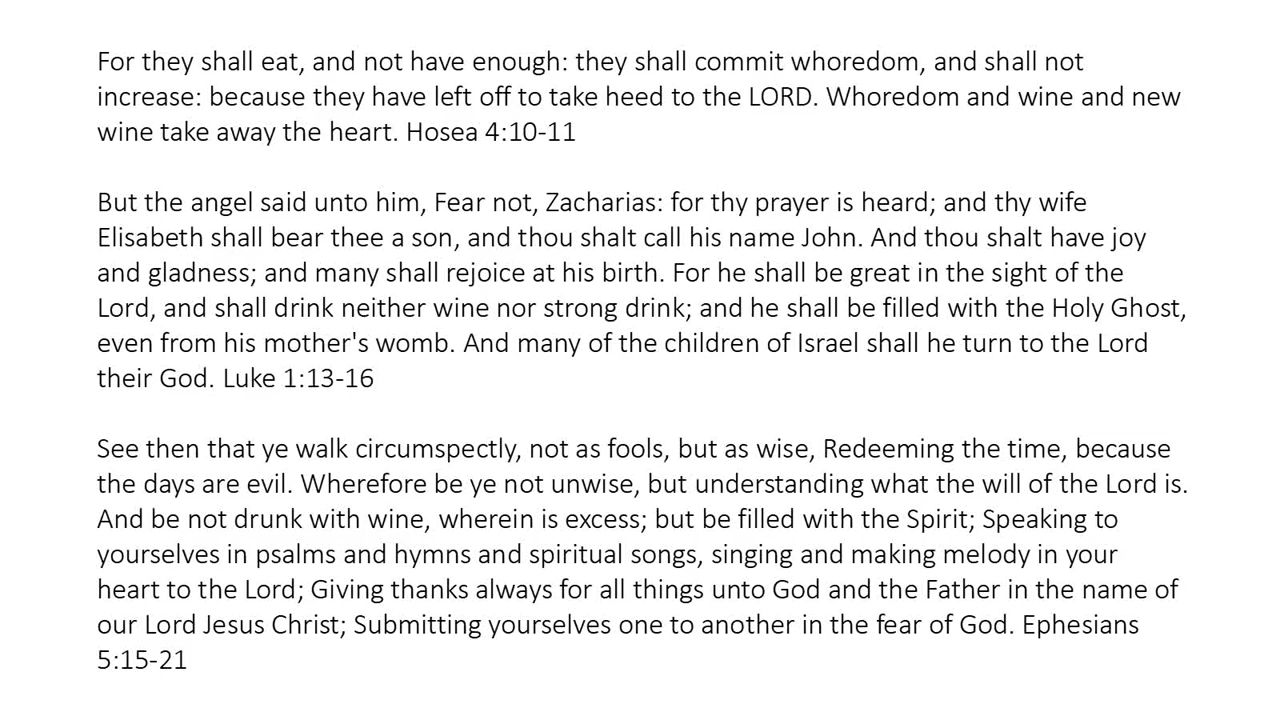 For they shall eat, and not have enough: they shall commit whoredom, and shall not
increase: because they have left off to take heed to the LORD. Whoredom and wine and new
wine take away the heart. Hosea 4:10-11
But the angel said unto him, Fear not, Zacharias: for thy prayer is heard; and thy wife
Elisabeth shall bear thee a son, and thou shalt call his name John. And thou shalt have joy
and gladness; and many shall rejoice at his birth. For he shall be great in the sight of the
Lord, and shall drink neither wine nor strong drink; and he shall be filled with the Holy Ghost,
even from his mother's womb. And many of the children of Israel shall he turn to the Lord
their God. Luke 1:13-16
See then that ye walk circumspectly, not as fools, but as wise, Redeeming the time, because
the days are evil. Wherefore be ye not unwise, but understanding what the will of the Lord is.
And be not drunk with wine, wherein is excess; but be filled with the Spirit; Speaking to
yourselves in psalms and hymns and spiritual songs, singing and making melody in your
heart to the Lord; Giving thanks always for all things unto God and the Father in the name of
our Lord Jesus Christ; Submitting yourselves one to another in the fear of God. Ephesians
5:15-21